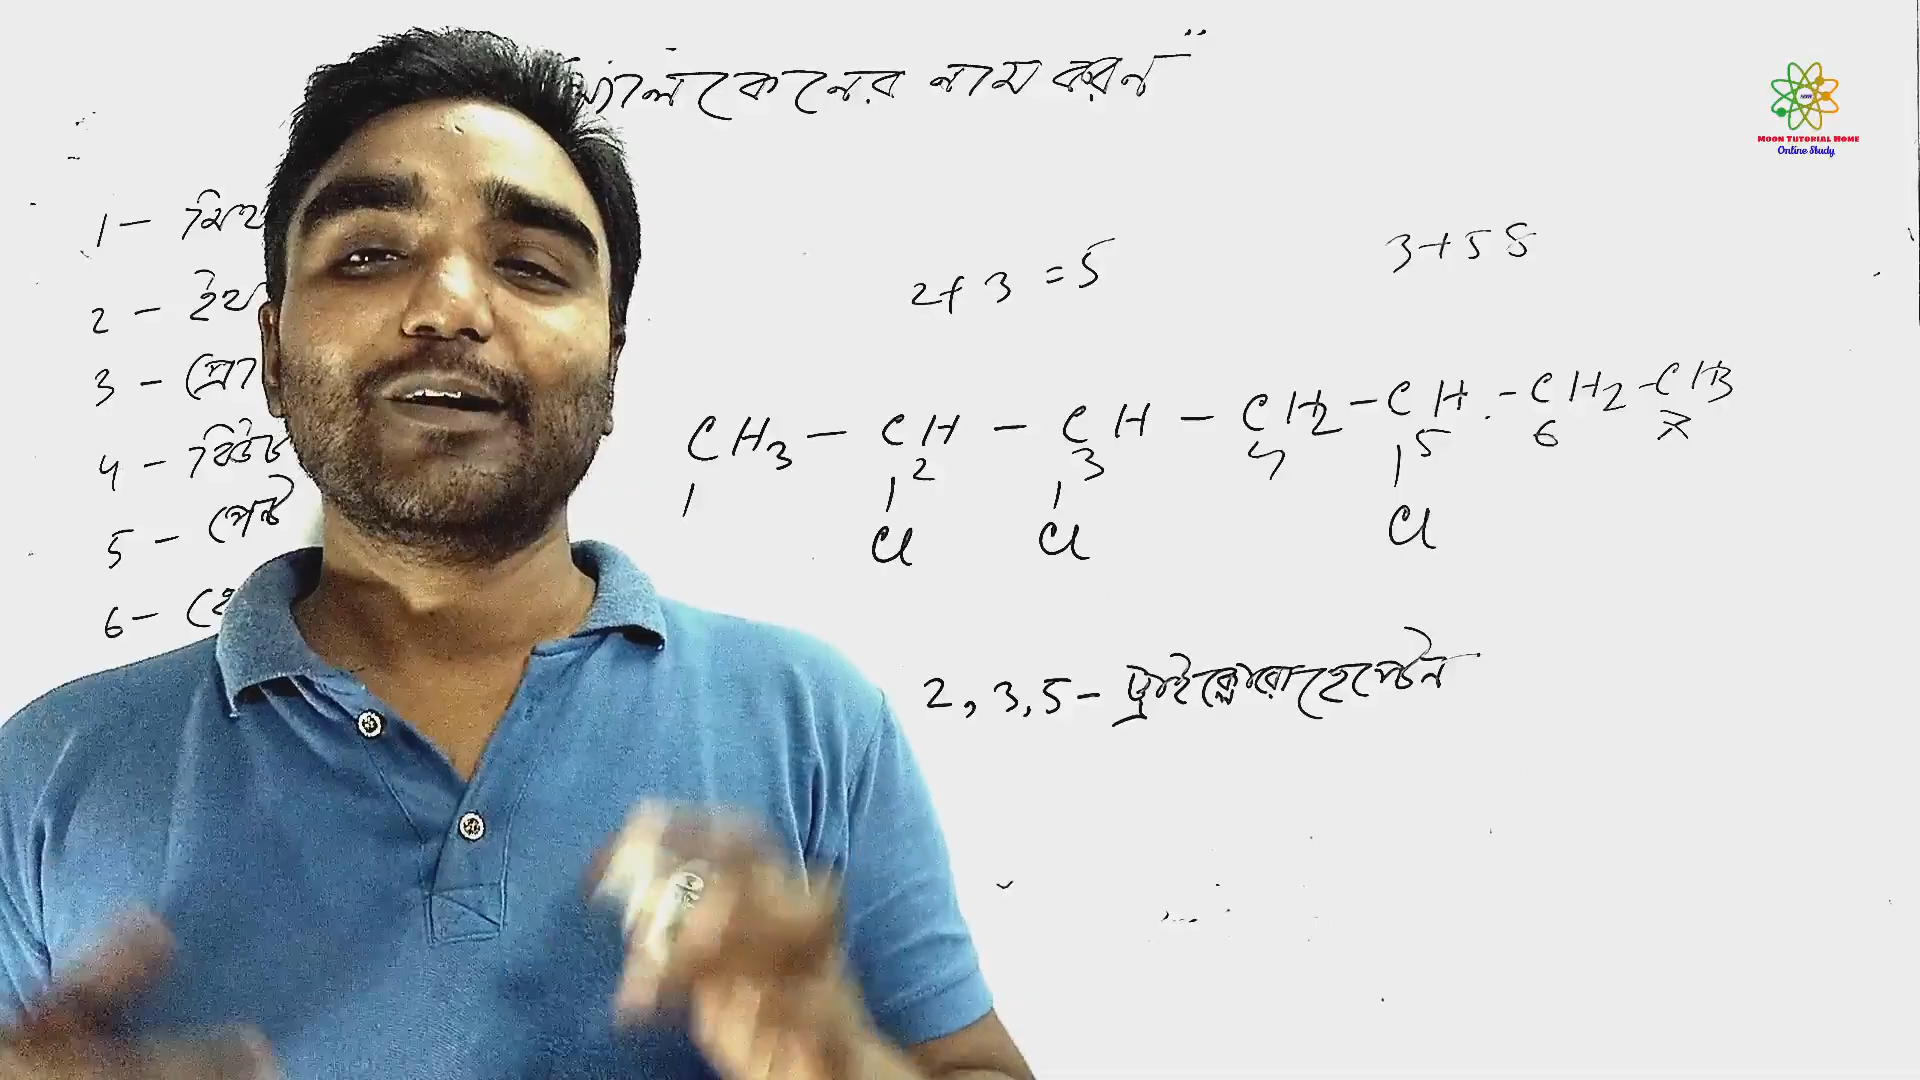 ্যালকেনের নামকরন"
MOON TUTORIAL HOME
Online Study
1 - মিথ
2 - ইথ
3 - প্রো
4 - বিউট
5 - পেন্ট
6 - হে
2+3 = 5
3+5 8
CH3 - CH - CH - CH2 - CH - CH2 - CH3
1 2 3 4 5 6 7
Cl Cl Cl
2, 3, 5 - ট্রাইক্লোরোহেপ্টেন